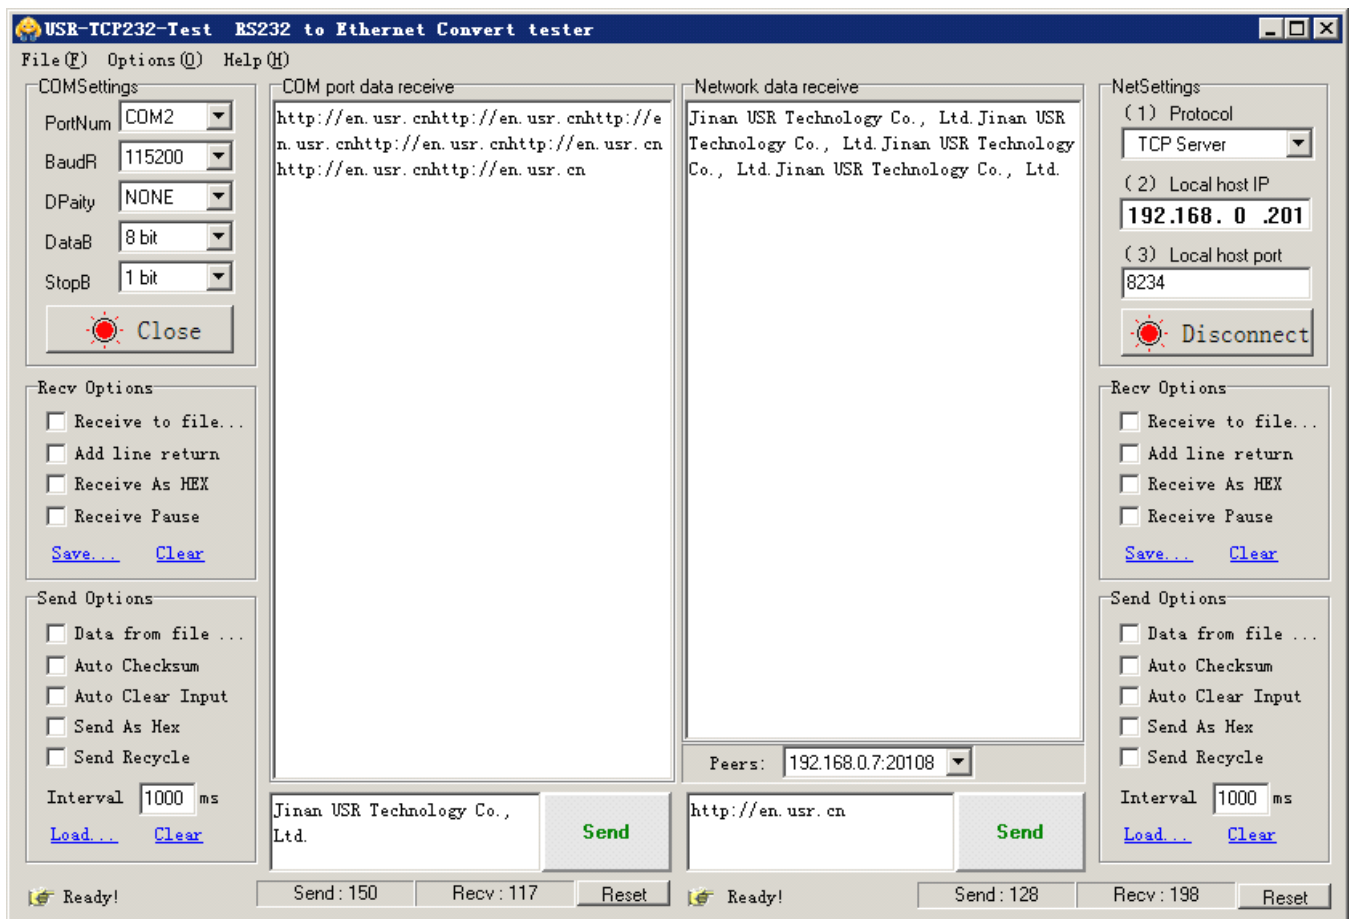 USR-TCP232-Test RS232 to Ethernet Convert tester
File(F) Options(O) Help(H)
COMSettings
PortNum COM2
BaudR 115200
DPaity NONE
DataB 8 bit
StopB 1 bit
Close
Recv Options
Receive to file...
Add line return
Receive As HEX
Receive Pause
Save... Clear
Send Options
Data from file ...
Auto Checksum
Auto Clear Input
Send As Hex
Send Recycle
Interval 1000 ms
Load... Clear
Ready!
COM port data receive
http://en.usr.cnhttp://en.usr.cnhttp://e
n.usr.cnhttp://en.usr.cnhttp://en.usr.cn
http://en.usr.cnhttp://en.usr.cn
Jinan USR Technology Co.,
Ltd.
Send
Send : 150 Recv : 117 Reset
Network data receive
Jinan USR Technology Co., Ltd.Jinan USR
Technology Co., Ltd.Jinan USR Technology
Co., Ltd.Jinan USR Technology Co., Ltd.
Peers: 192.168.0.7:20108
http://en.usr.cn
Send
Ready!
Send : 128 Recv : 198 Reset
NetSettings
(1) Protocol
TCP Server
(2) Local host IP
192.168. 0 .201
(3) Local host port
8234
Disconnect
Recv Options
Receive to file...
Add line return
Receive As HEX
Receive Pause
Save... Clear
Send Options
Data from file ...
Auto Checksum
Auto Clear Input
Send As Hex
Send Recycle
Interval 1000 ms
Load... Clear